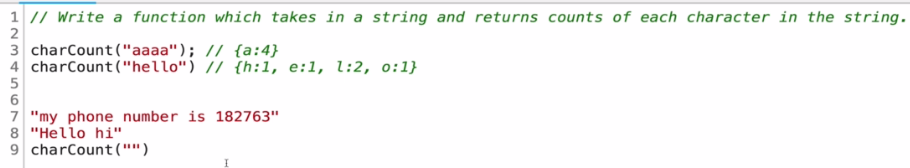 1 // Write a function which takes in a string and returns counts of each character in the string.
2
3 charCount("aaaa"); // {a:4}
4 charCount("hello") // {h:1, e:1, l:2, o:1}
5
6
7 "my phone number is 182763"
8 "Hello hi"
9 charCount("")